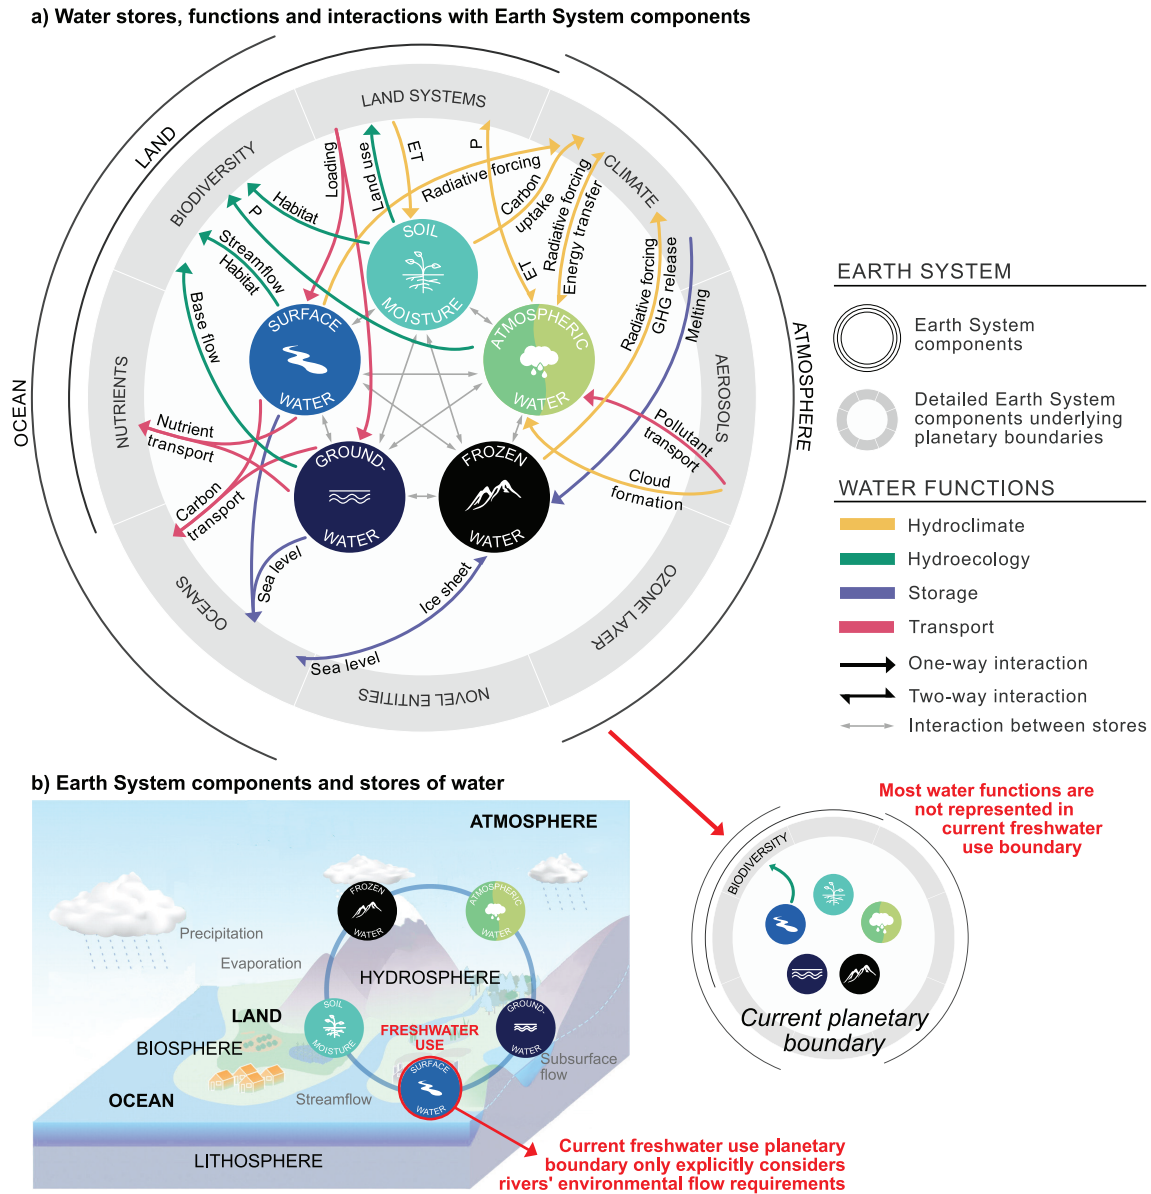 a) Water stores, functions and interactions with Earth System components
LAND
OCEAN
ATMOSPHERE
LAND SYSTEMS
BIODIVERSITY
CLIMATE
NUTRIENTS
AEROSOLS
OCEANS
OZONE LAYER
NOVEL ENTITIES
Loading
Land use
ET
P
Radiative forcing
Carbon
uptake
Radiative forcing
Energy transfer
ET
Habitat
P
Streamflow
Habitat
Base flow
Radiative forcing
GHG release
Melting
SOIL
MOISTURE
SURFACE
WATER
ATMOSPHERIC
WATER
GROUND-
WATER
FROZEN
WATER
Nutrient
transport
Carbon
transport
Pollutant
transport
Cloud
formation
Sea level
Ice sheet
Sea level
EARTH SYSTEM
Earth System
components
Detailed Earth System
components underlying
planetary boundaries
WATER FUNCTIONS
Hydroclimate
Hydroecology
Storage
Transport
One-way interaction
Two-way interaction
Interaction between stores
b) Earth System components and stores of water
ATMOSPHERE
FROZEN
WATER
ATMOSPHERIC
WATER
Precipitation
Evaporation
HYDROSPHERE
LAND
SOIL
MOISTURE
FRESHWATER
USE
GROUND-
WATER
BIOSPHERE
Subsurface
flow
SURFACE
WATER
OCEAN
Streamflow
LITHOSPHERE
Current freshwater use planetary
boundary only explicitly considers
rivers' environmental flow requirements
Most water functions are
not represented in
current freshwater
use boundary
BIODIVERSITY
Current planetary
boundary